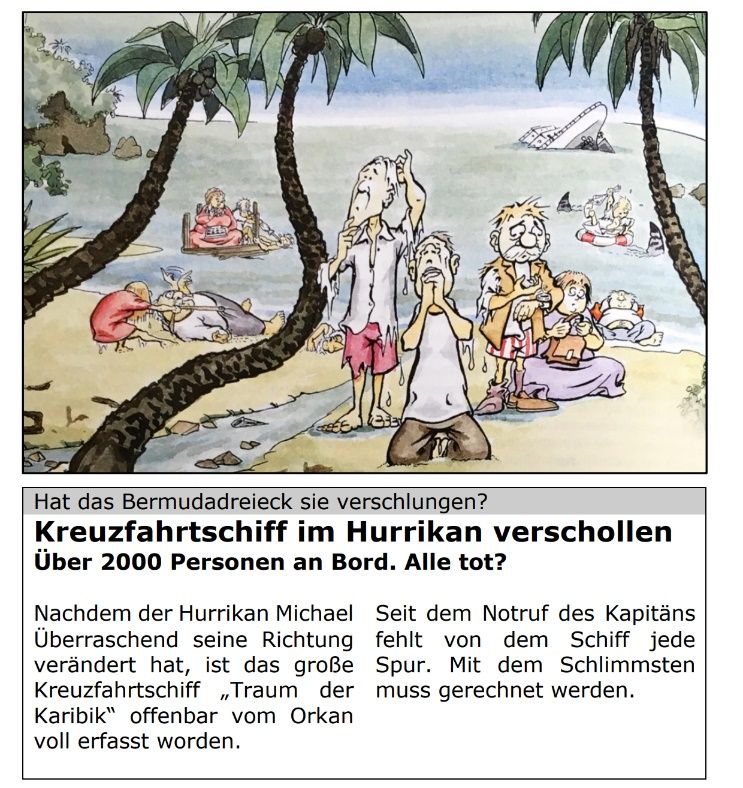 Hat das Bermudadreieck sie verschlungen?
Kreuzfahrtschiff im Hurrikan verschollen
Über 2000 Personen an Bord. Alle tot?
Nachdem der Hurrikan Michael
Überraschend seine Richtung
verändert hat, ist das große
Kreuzfahrtschiff „Traum der
Karibik“ offenbar vom Orkan
voll erfasst worden.
Seit dem Notruf des Kapitäns
fehlt von dem Schiff jede
Spur. Mit dem Schlimmsten
muss gerechnet werden.